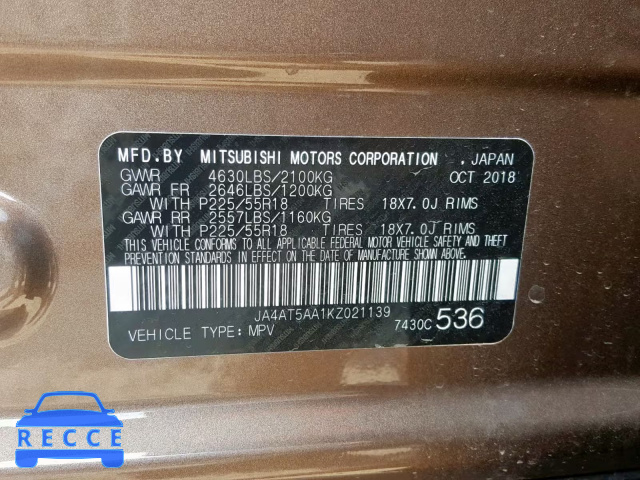 MFD.BY MITSUBISHI MOTORS CORPORATION . JAPAN
GVWR 4630LBS/2100KG OCT 2018
GAWR FR 2646LBS/1200KG
WITH P225/55R18 TIRES 18X7.0J RIMS
GAWR RR 2557LBS/1160KG
WITH P225/55R18 TIRES 18X7.0J RIMS
THIS VEHICLE CONFORMS TO ALL APPLICABLE FEDERAL MOTOR VEHICLE SAFETY AND THEFT
PREVENTION STANDARDS IN EFFECT ON THE DATE OF MANUFACTURE SHOWN ABOVE.
JA4AT5AA1KZ021139
VEHICLE TYPE: MPV 7430C 536
RECCE